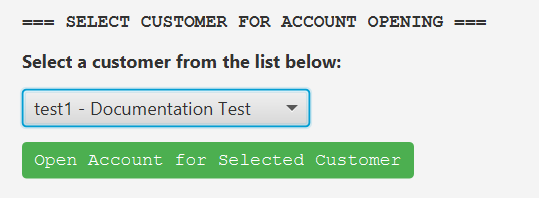 === SELECT CUSTOMER FOR ACCOUNT OPENING ===
Select a customer from the list below:
test1 - Documentation Test
Open Account for Selected Customer